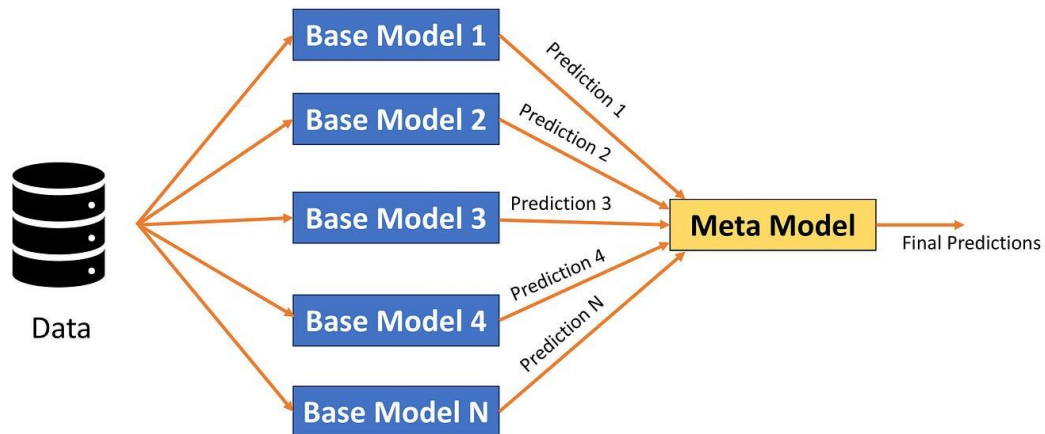 Base Model 1
Prediction 1
Base Model 2
Prediction 2
Base Model 3
Prediction 3
Meta Model
Final Predictions
Data
Base Model 4
Prediction 4
Base Model N
Prediction N